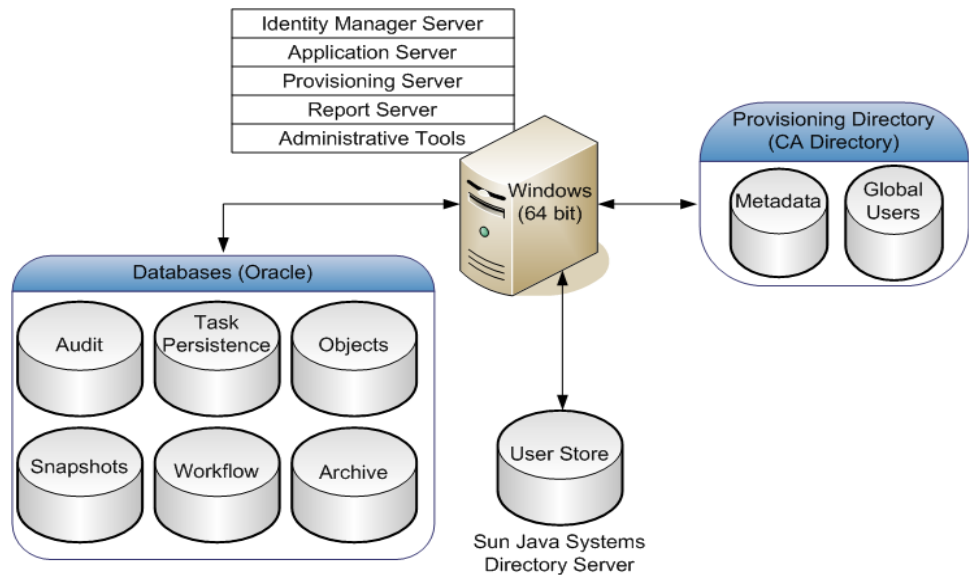 Identity Manager Server
Application Server
Provisioning Server
Report Server
Administrative Tools
Windows
(64 bit)
Provisioning Directory
(CA Directory)
Metadata
Global
Users
Databases (Oracle)
Audit
Task
Persistence
Objects
Snapshots
Workflow
Archive
User Store
Sun Java Systems
Directory Server